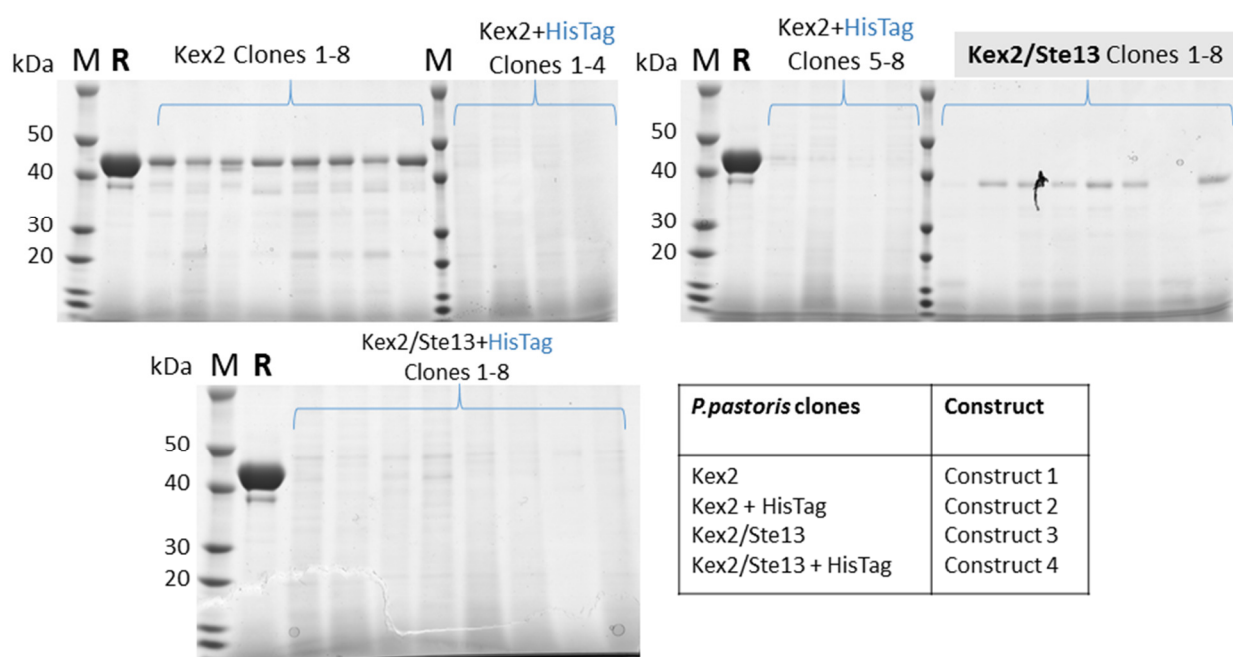 kDa M R Kex2 Clones 1-8 M Kex2+HisTag
Clones 1-4
50
40
30
20
kDa M R Kex2+HisTag
Clones 5-8
Kex2/Ste13 Clones 1-8
50
40
30
20
kDa M R Kex2/Ste13+HisTag
Clones 1-8
50
40
30
20
P.pastoris clones Construct
Kex2 Construct 1
Kex2 + HisTag Construct 2
Kex2/Ste13 Construct 3
Kex2/Ste13 + HisTag Construct 4